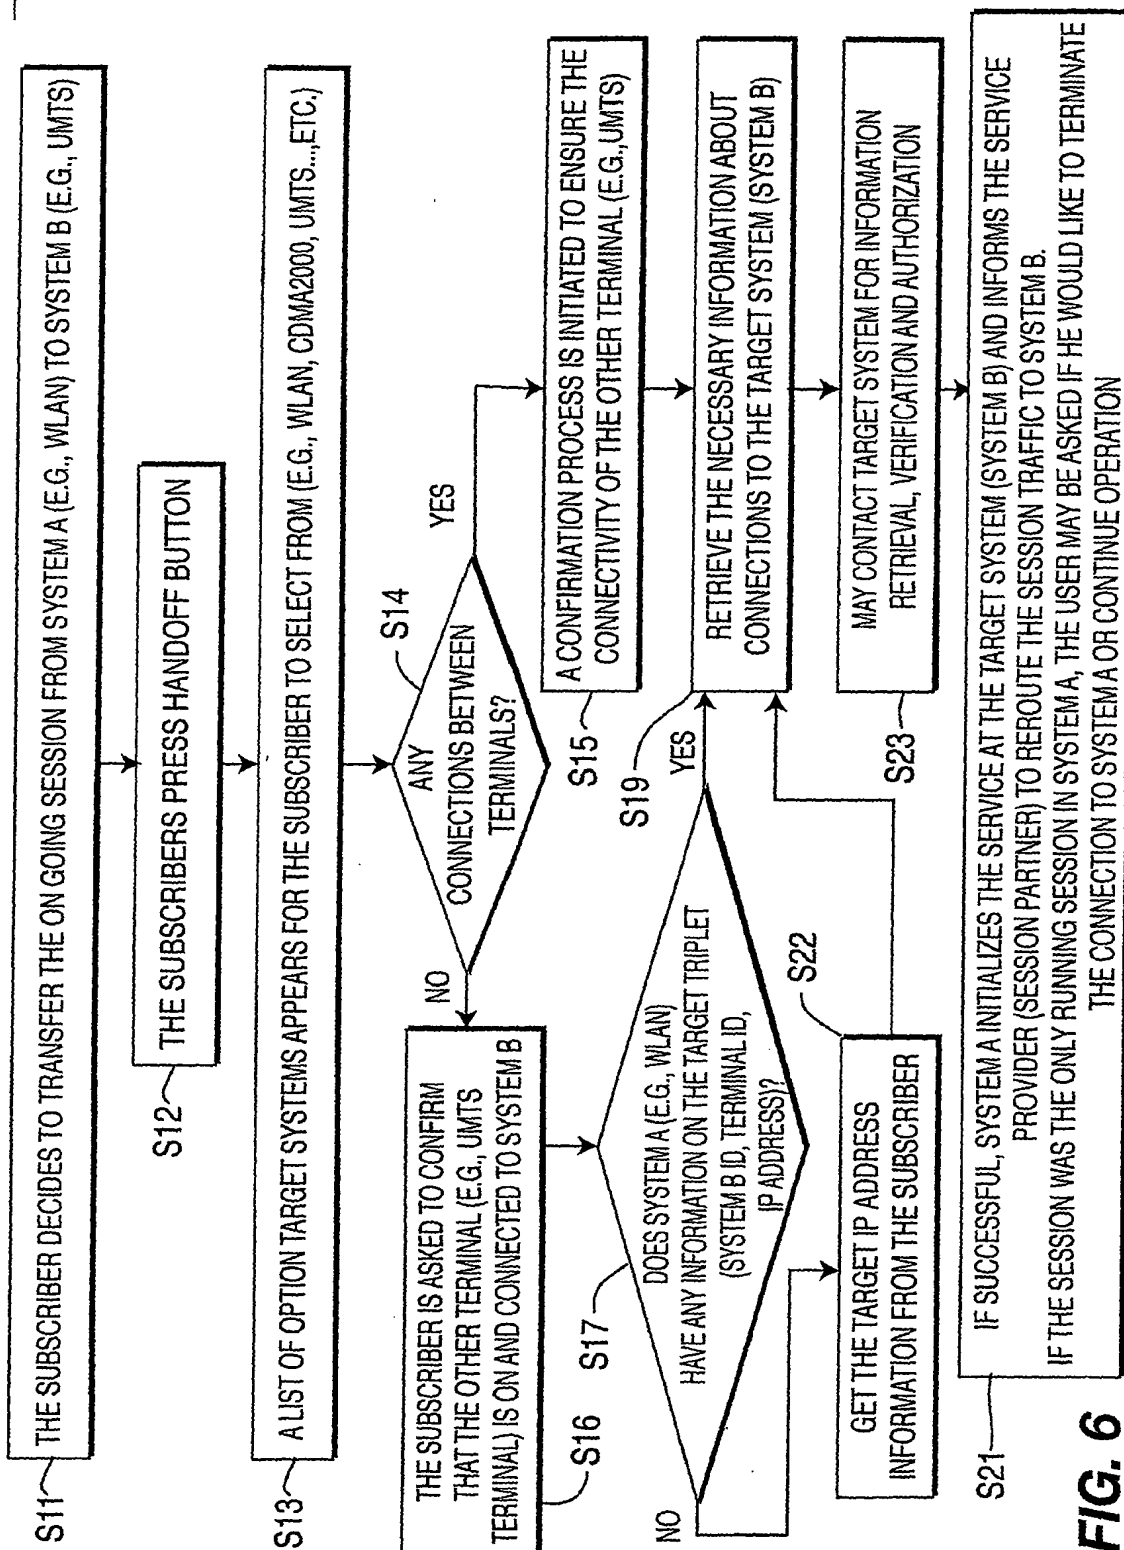 S11
THE SUBSCRIBER DECIDES TO TRANSFER THE ON GOING SESSION FROM SYSTEM A (E.G., WLAN) TO SYSTEM B (E.G., UMTS)
S12
THE SUBSCRIBERS PRESS HANDOFF BUTTON
S13
A LIST OF OPTION TARGET SYSTEMS APPEARS FOR THE SUBSCRIBER TO SELECT FROM (E.G., WLAN, CDMA2000, UMTS...,ETC.)
S14
ANY
CONNECTIONS BETWEEN
TERMINALS?
NO
YES
THE SUBSCRIBER IS ASKED TO CONFIRM
THAT THE OTHER TERMINAL (E.G., UMTS
TERMINAL) IS ON AND CONNECTED TO SYSTEM B
S16
S15
A CONFIRMATION PROCESS IS INITIATED TO ENSURE THE
CONNECTIVITY OF THE OTHER TERMINAL (E.G., UMTS)
S17
DOES SYSTEM A (E.G., WLAN)
HAVE ANY INFORMATION ON THE TARGET TRIPLET
(SYSTEM B ID, TERMINAL ID,
IP ADDRESS)?
NO
YES
S19
RETRIEVE THE NECESSARY INFORMATION ABOUT
CONNECTIONS TO THE TARGET SYSTEM (SYSTEM B)
S22
GET THE TARGET IP ADDRESS
INFORMATION FROM THE SUBSCRIBER
S23
MAY CONTACT TARGET SYSTEM FOR INFORMATION
RETRIEVAL, VERIFICATION AND AUTHORIZATION
S21
IF SUCCESSFUL, SYSTEM A INITIALIZES THE SERVICE AT THE TARGET SYSTEM (SYSTEM B) AND INFORMS THE SERVICE
PROVIDER (SESSION PARTNER) TO REROUTE THE SESSION TRAFFIC TO SYSTEM B.
IF THE SESSION WAS THE ONLY RUNNING SESSION IN SYSTEM A, THE USER MAY BE ASKED IF HE WOULD LIKE TO TERMINATE
THE CONNECTION TO SYSTEM A OR CONTINUE OPERATION
FIG. 6